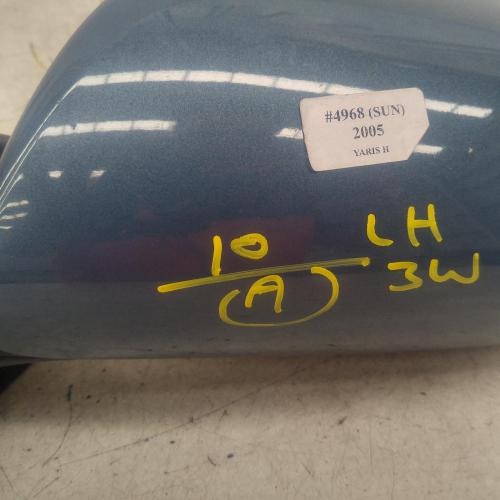 #4968 (SUN)
2005
YARIS H
10
(A)
LH
3W